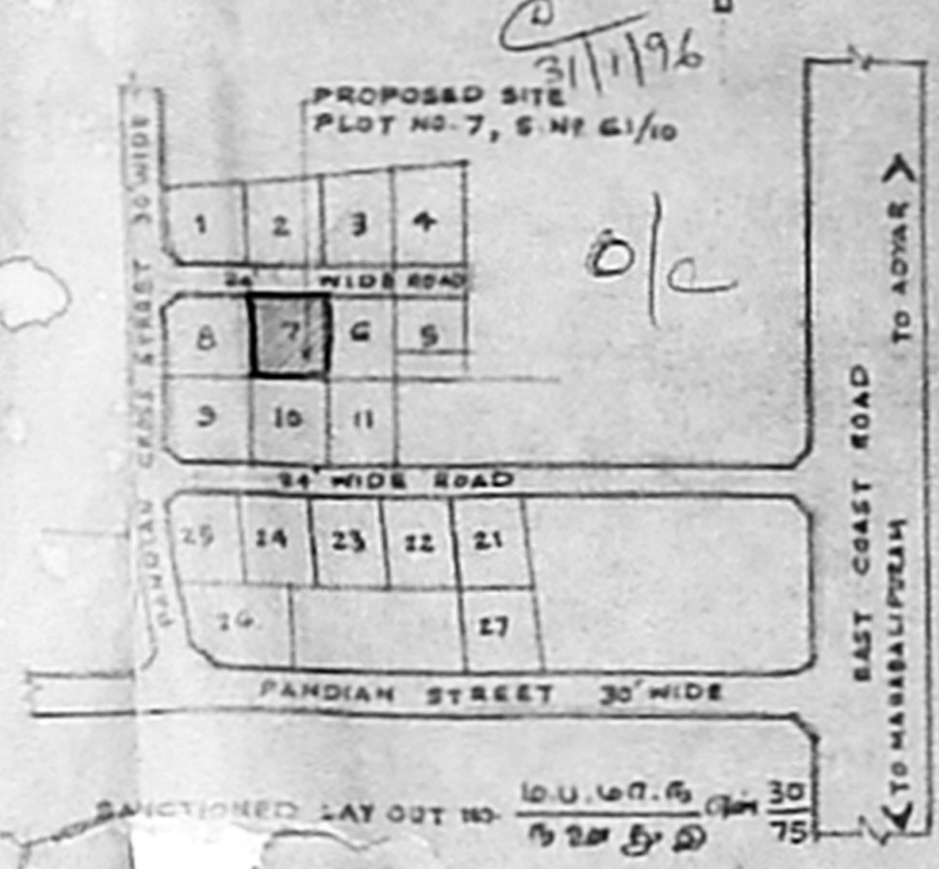 31/1/96
PROPOSED SITE
PLOT NO. 7, S. NO. 61/10
1 2 3 4
24' WIDE ROAD
8 7 6 5
O/C
9 10 11
24' WIDE ROAD
25 24 23 22 21
26 27
PANDIAN STREET 30' WIDE
PANDIAN CROSS STREET 30' WIDE
EAST COAST ROAD
TO ADYAR
TO MAHABALIPURAM
SANCTIONED LAY OUT NO.
30
75